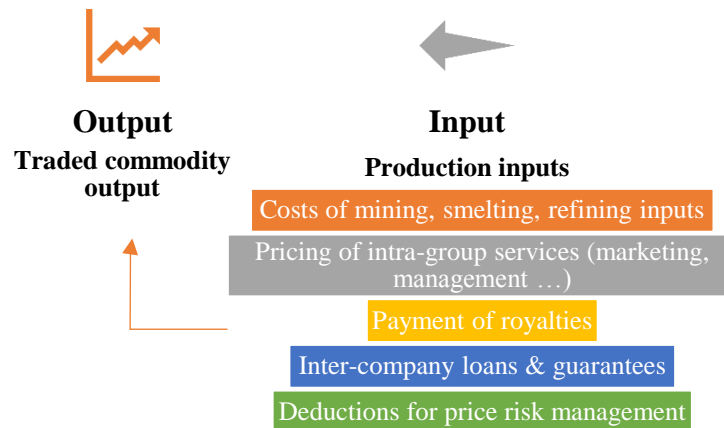 Output
Traded commodity
output
Input
Production inputs
Costs of mining, smelting, refining inputs
Pricing of intra-group services (marketing,
management …)
Payment of royalties
Inter-company loans & guarantees
Deductions for price risk management